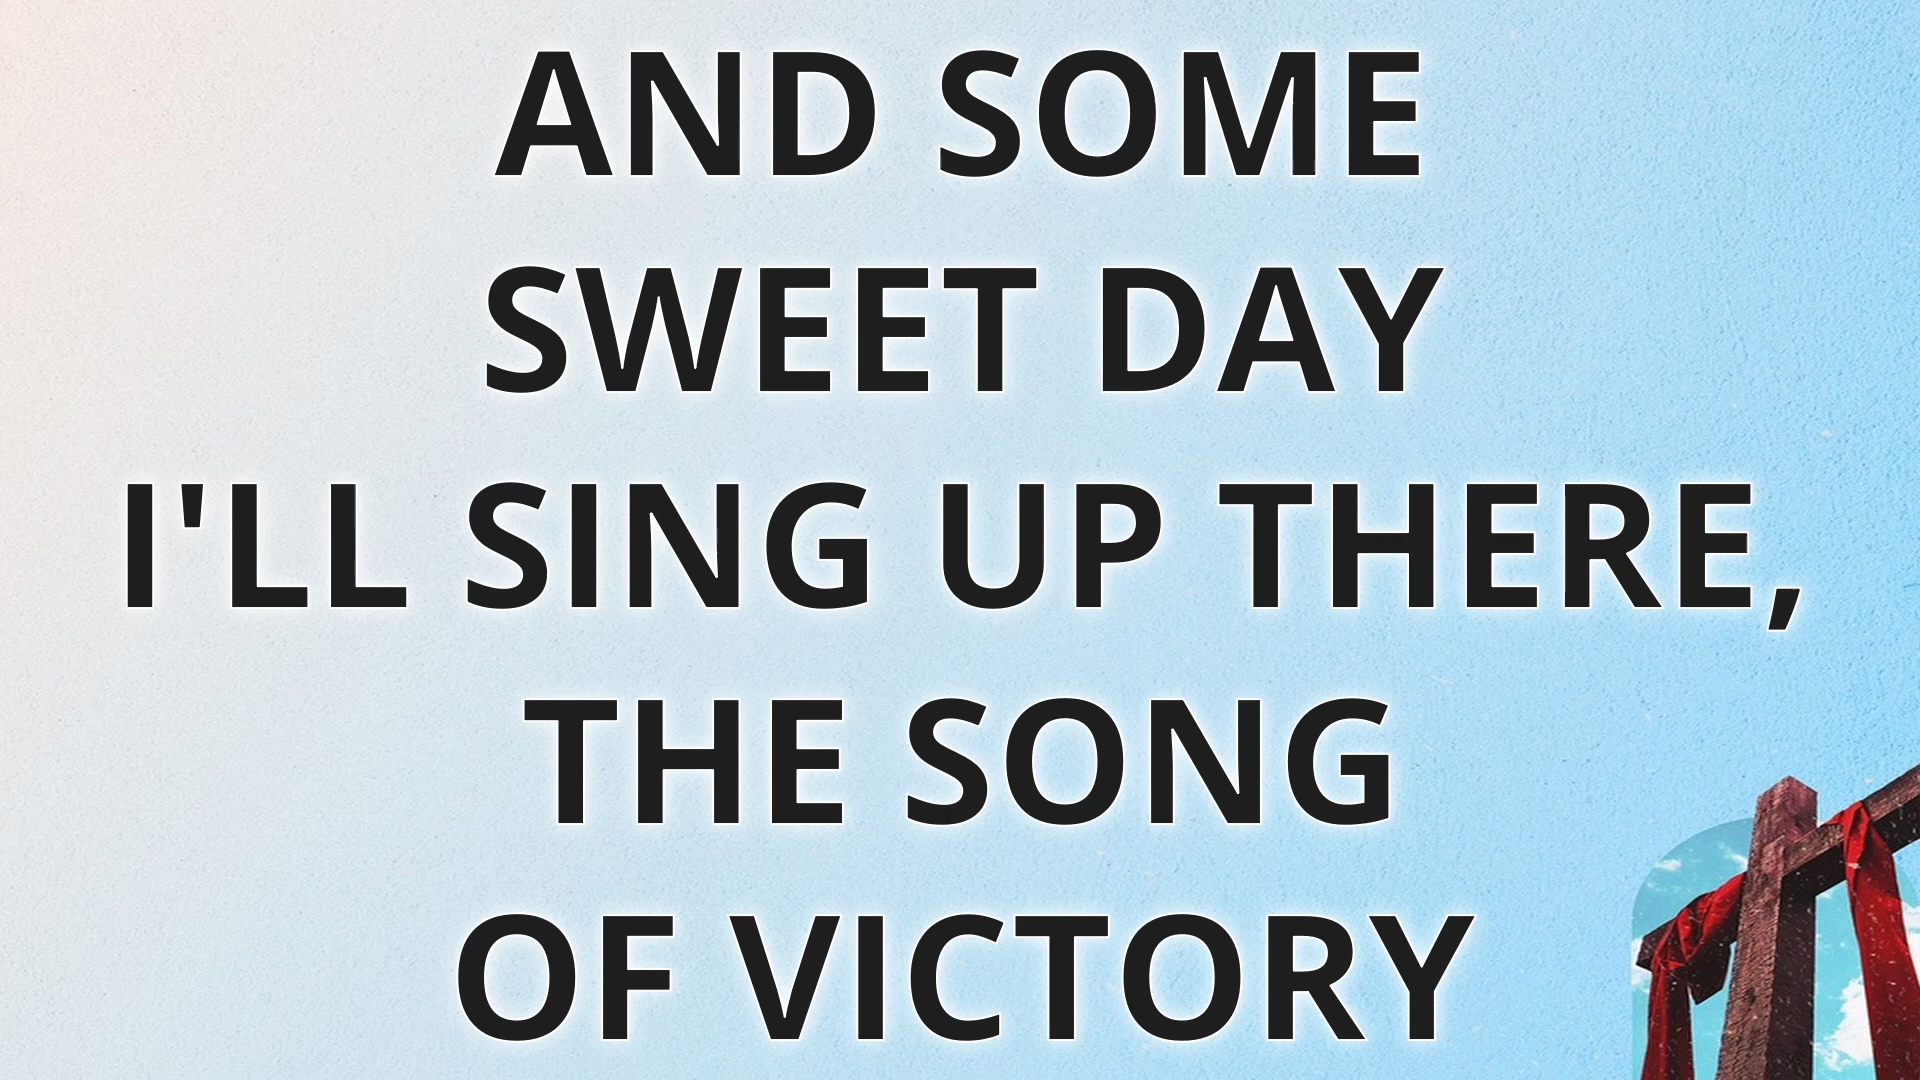 AND SOME
SWEET DAY
I'LL SING UP THERE,
THE SONG
OF VICTORY